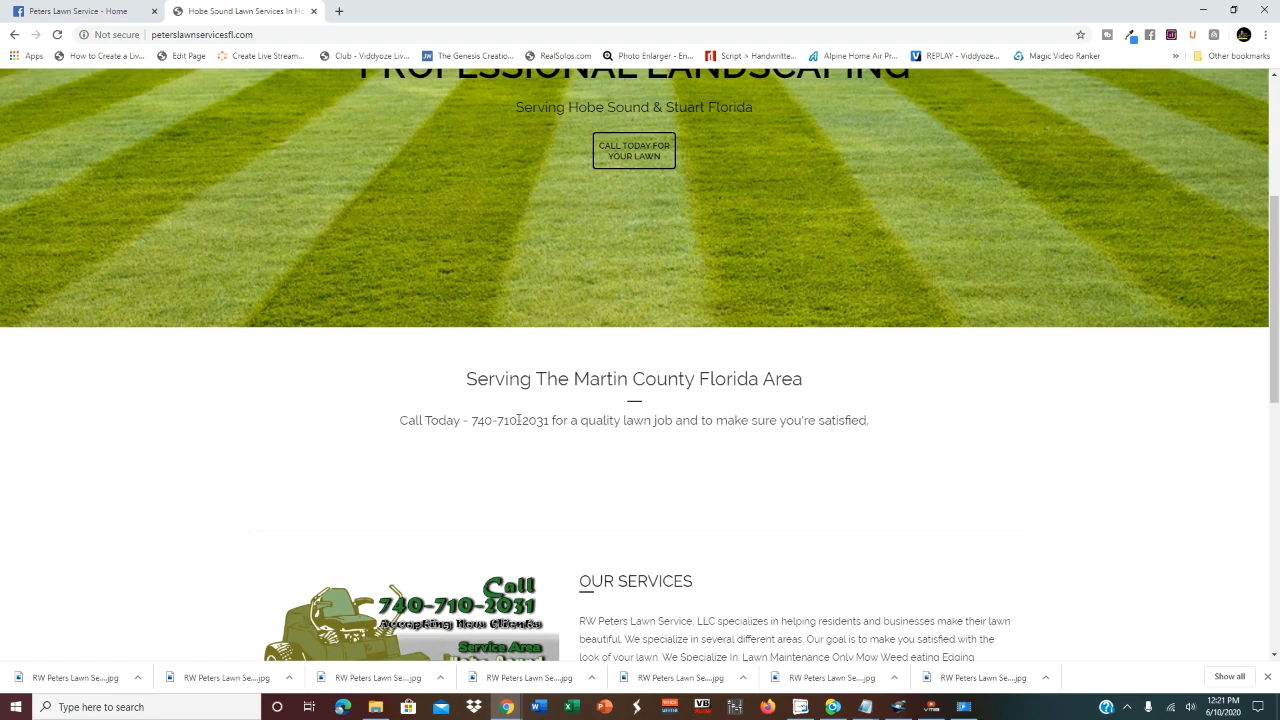 Peters Lawn Service - Home
Hobe Sound Lawn Services In Ho
Not secure
peterslawnservicesfl.com
Apps
How to Create a Liv...
Edit Page
Create Live Stream...
Club - Viddyoze D...
The Genesis Creatio...
RealSolos.com
Photo Enlarger - En...
Script > Handwritte...
Alpine Home Air Pr...
REPLAY - Viddyoze...
Magic Video Ranker
»
Other bookmarks
PROFESSIONAL LANDSCAPING
Serving Hobe Sound & Stuart Florida
CALL TODAY FOR
YOUR LAWN
Serving The Martin County Florida Area
Call Today - 740-710-2031 for a quality lawn job and to make sure you're satisfied.
Call
740-710-2031
Accepting New Clients
Service Area
Hobe Sound
OUR SERVICES
RW Peters Lawn Service, LLC specializes in helping residents and businesses make their lawn
beautiful. We specialize in several different areas. Our goal is to make you satisfied with the
look of your lawn. We Specialize In: Lawn Maintenance Only Mow Weed eating Edging
RW Peters Lawn Se....jpg
RW Peters Lawn Se....jpg
RW Peters Lawn Se....jpg
RW Peters Lawn Se....jpg
RW Peters Lawn Se....jpg
RW Peters Lawn Se....jpg
RW Peters Lawn Se....jpg
Show all
Type here to search
12:21 PM
6/10/2020